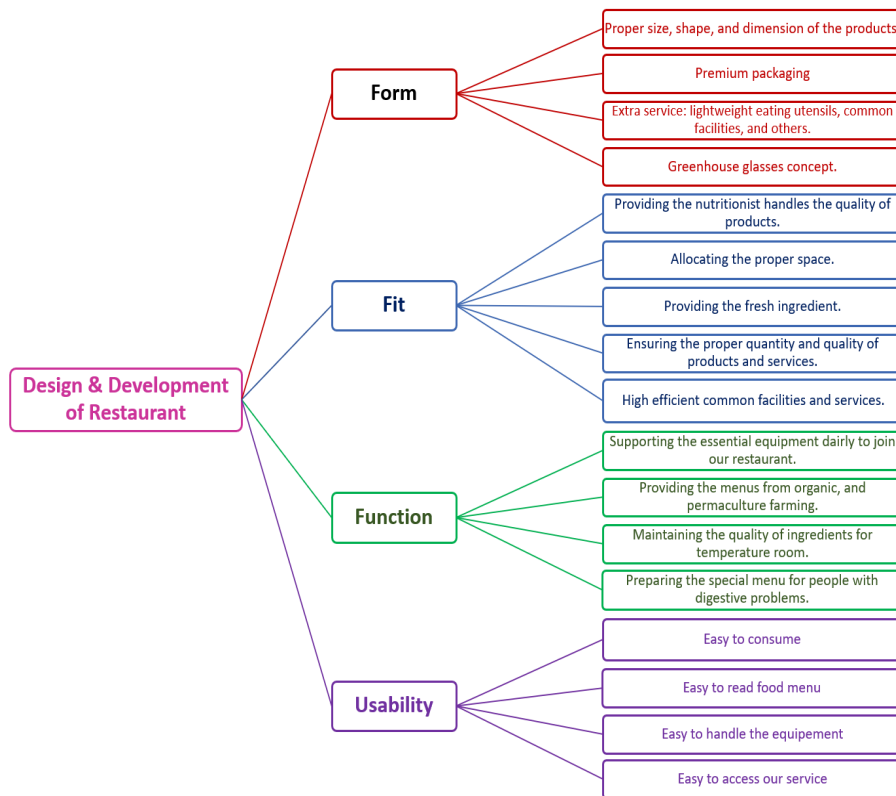 Design & Development
of Restaurant
Form
Proper size, shape, and dimension of the products
Premium packaging
Extra service: lightweight eating utensils, common
facilities, and others.
Greenhouse glasses concept.
Fit
Providing the nutritionist handles the quality of
products.
Allocating the proper space.
Providing the fresh ingredient.
Ensuring the proper quantity and quality of
products and services.
High efficient common facilities and services.
Function
Supporting the essential equipment dairly to join
our restaurant.
Providing the menus from organic, and
permaculture farming.
Maintaining the quality of ingredients for
temperature room.
Preparing the special menu for people with
digestive problems.
Usability
Easy to consume
Easy to read food menu
Easy to handle the equipement
Easy to access our service